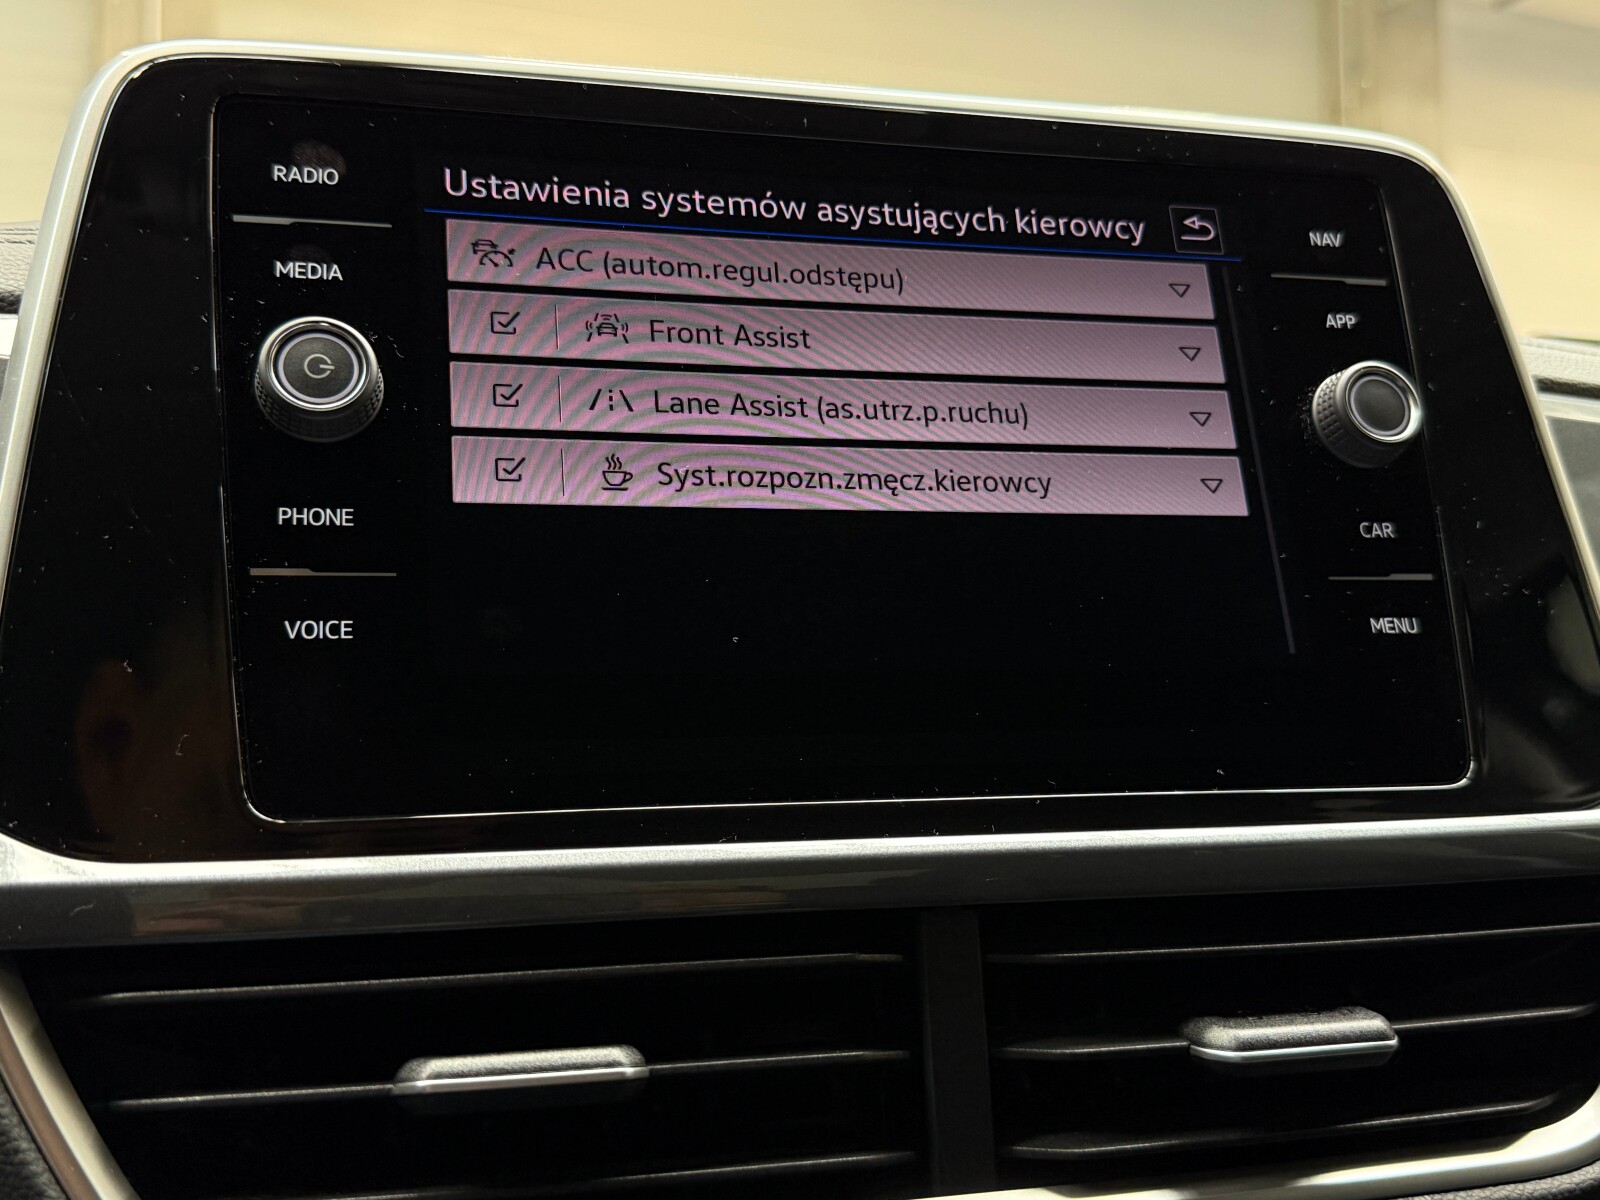 RADIO
MEDIA
PHONE
VOICE
Ustawienia systemów asystujących kierowcy
ACC (autom.regul.odstępu)
Front Assist
Lane Assist (as.utrz.p.ruchu)
Syst.rozpozn.zmęcz.kierowcy
NAV
APP
CAR
MENU